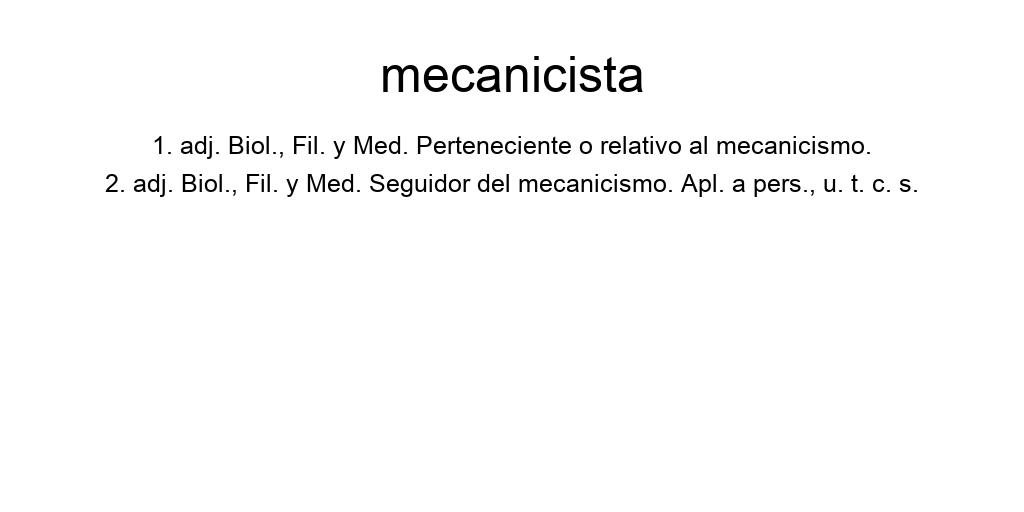 mecanicista
1. adj. Biol., Fil. y Med. Perteneciente o relativo al mecanicismo.
2. adj. Biol., Fil. y Med. Seguidor del mecanicismo. Apl. a pers., u. t. c. s.